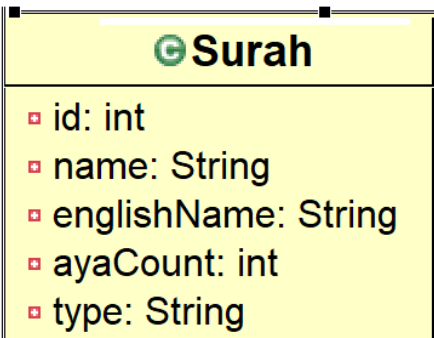 C Surah
id: int
name: String
englishName: String
ayaCount: int
type: String